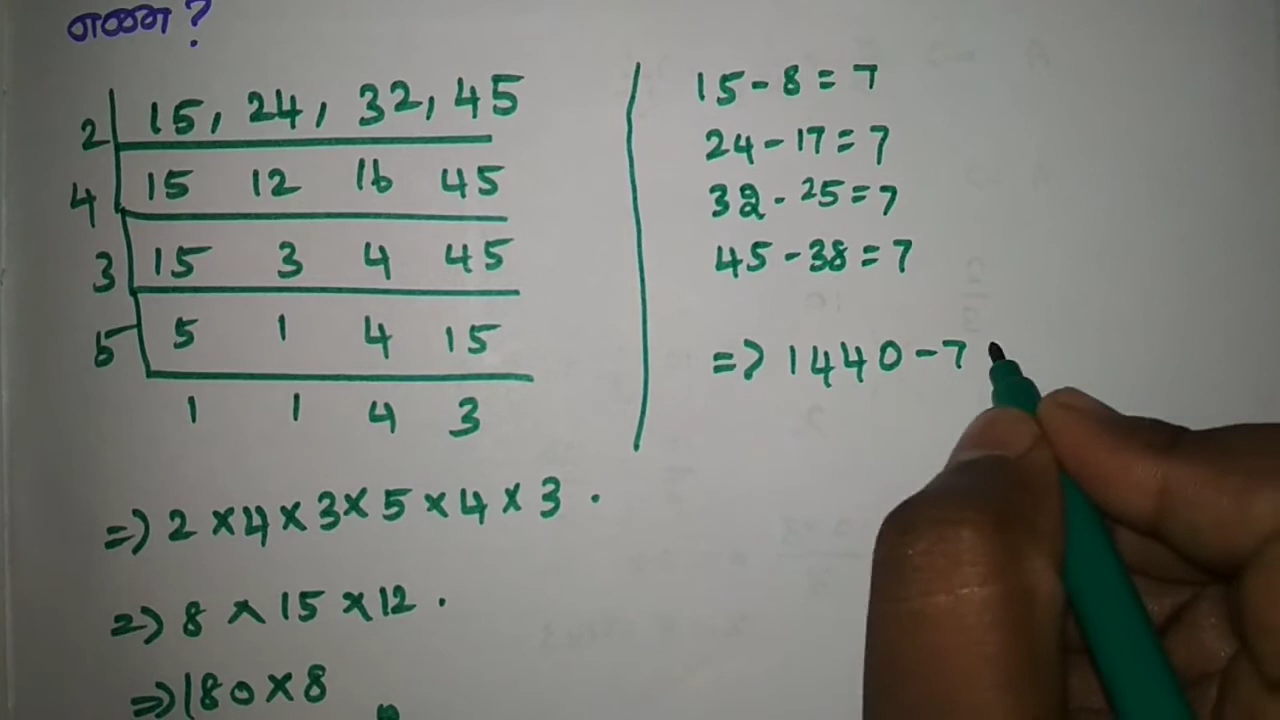 எண்ண?
2 | 15, 24, 32, 45
4 | 15 12 16 45
3 | 15 3 4 45
5 | 5 1 4 15
1 1 4 3
=> 2 × 4 × 3 × 5 × 4 × 3 .
=> 8 × 15 × 12 .
=> 180 × 8
15 - 8 = 7
24 - 17 = 7
32 - 25 = 7
45 - 38 = 7
=> 1440 - 7